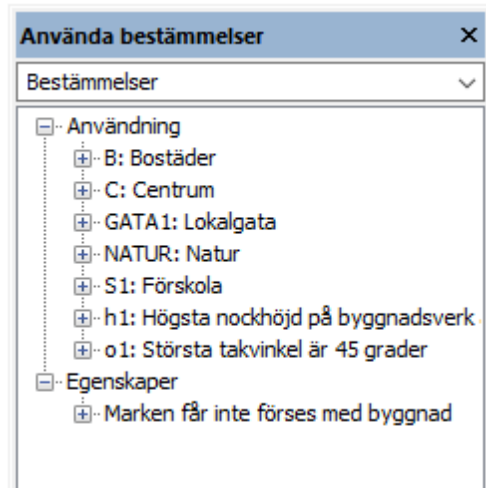 Använda bestämmelser
Bestämmelser
Användning
B: Bostäder
C: Centrum
GATA1: Lokalgata
NATUR: Natur
S1: Förskola
h1: Högsta nockhöjd på byggnadsverk
o1: Största takvinkel är 45 grader
Egenskaper
Marken får inte förses med byggnad